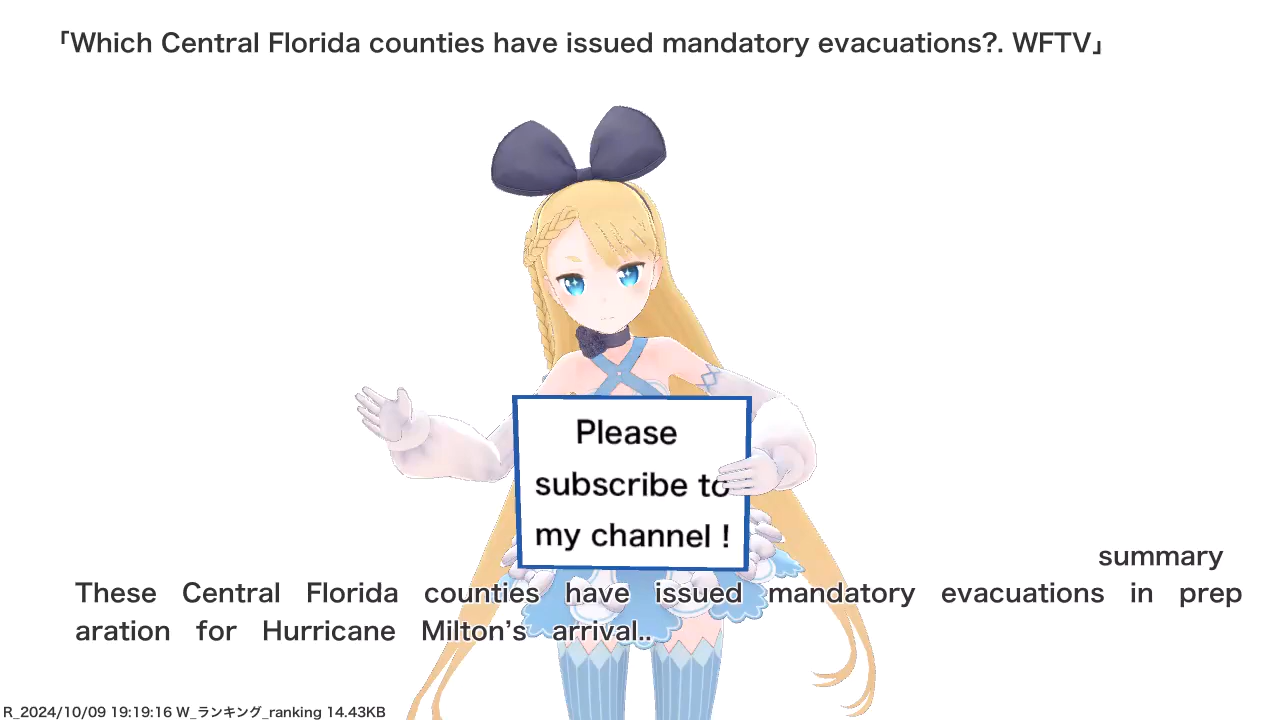 「Which Central Florida counties have issued mandatory evacuations?. WFTV」
Please
subscribe to
my channel !
summary
These Central Florida counties have issued mandatory evacuations in prep
aration for Hurricane Milton's arrival..
R_2024/10/09 19:19:16 W_ランキング_ranking 14.43KB